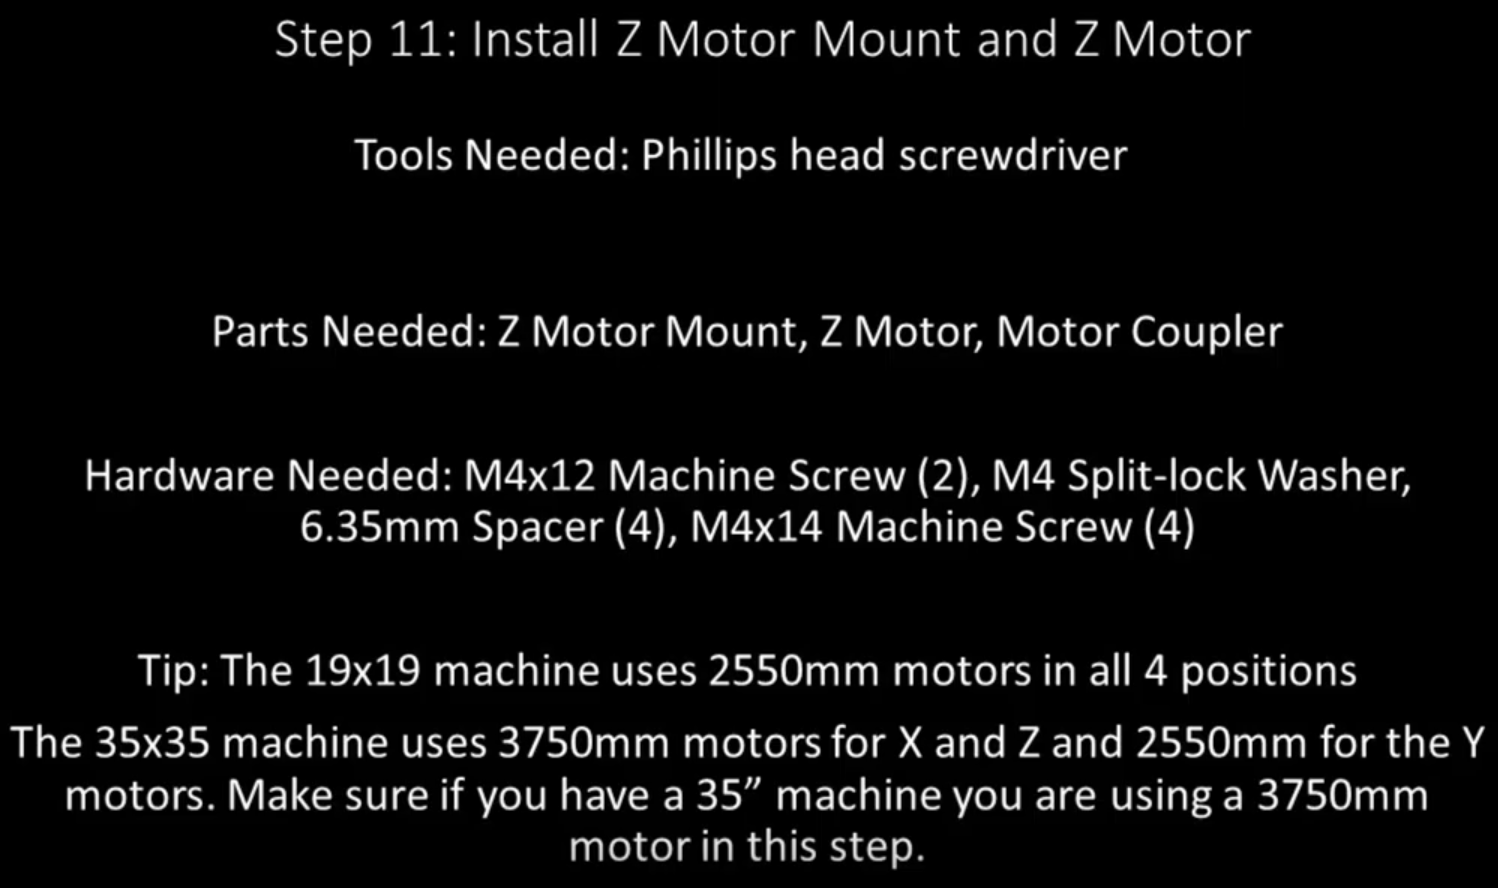 Step 11: Install Z Motor Mount and Z Motor
Tools Needed: Phillips head screwdriver
Parts Needed: Z Motor Mount, Z Motor, Motor Coupler
Hardware Needed: M4x12 Machine Screw (2), M4 Split-lock Washer,
6.35mm Spacer (4), M4x14 Machine Screw (4)
Tip: The 19x19 machine uses 2550mm motors in all 4 positions
The 35x35 machine uses 3750mm motors for X and Z and 2550mm for the Y
motors. Make sure if you have a 35” machine you are using a 3750mm
motor in this step.